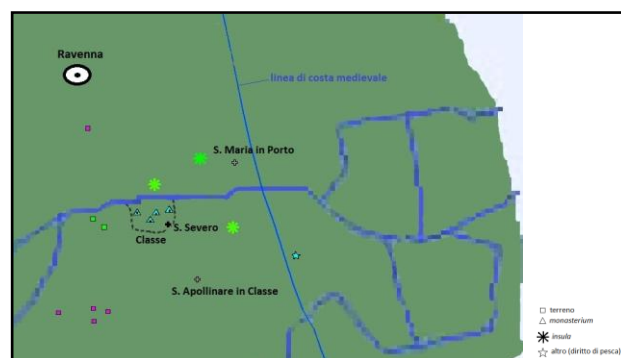 Ravenna
linea di costa medievale
S. Maria in Porto
S. Severo
Classe
S. Apollinare in Classe
terreno
monasterium
insula
altro (diritto di pesca)